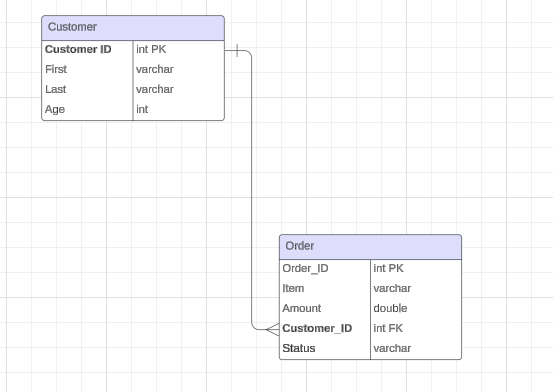 Customer
Customer ID int PK
First varchar
Last varchar
Age int
Order
Order_ID int PK
Item varchar
Amount double
Customer_ID int FK
Status varchar